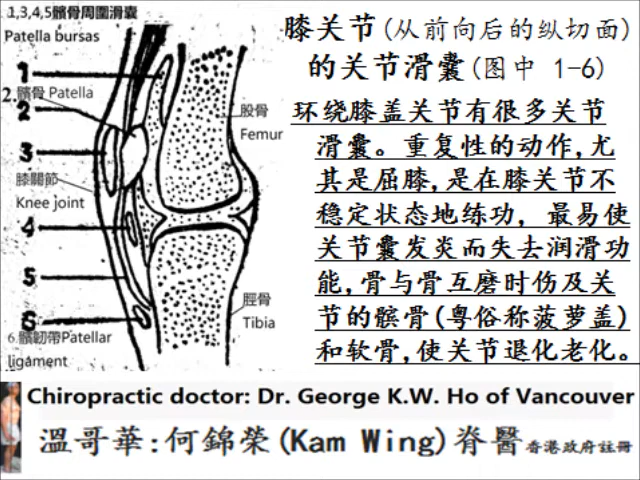 1,3,4,5髕骨周圍滑囊
Patella bursas
1
2.髕骨 Patella
2
3
膝關節
Knee joint
4
5
6
6.髕韌帶Patellar
ligament
股骨
Femur
脛骨
Tibia
膝关节(从前向后的纵切面)
的关节滑囊(图中 1-6)
环绕膝盖关节有很多关节
滑囊。重复性的动作,尤
其是屈膝,是在膝关节不
稳定状态地练功, 最易使
关节囊发炎而失去润滑功
能,骨与骨互磨时伤及关
节的髌骨(粤俗称菠萝盖)
和软骨,使关节退化老化。
Chiropractic doctor: Dr. George K.W. Ho of Vancouver
溫哥華:何錦榮(Kam Wing)脊醫香港政府註冊